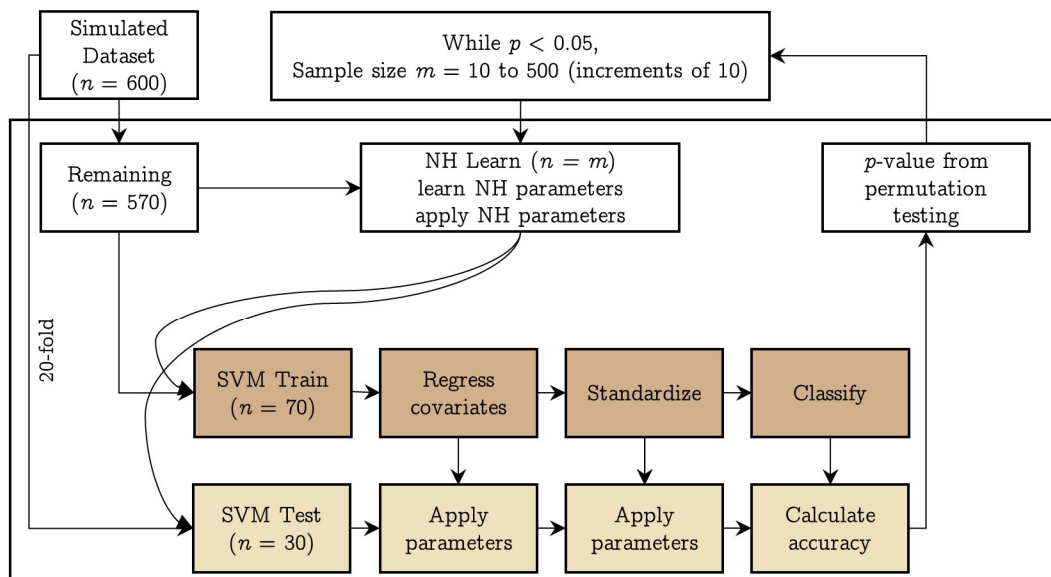 Simulated
Dataset
(n = 600)
While p < 0.05,
Sample size m = 10 to 500 (increments of 10)
Remaining
(n = 570)
NH Learn (n = m)
learn NH parameters
apply NH parameters
p-value from
permutation
testing
20-fold
SVM Train
(n = 70)
Regress
covariates
Standardize
Classify
SVM Test
(n = 30)
Apply
parameters
Apply
parameters
Calculate
accuracy